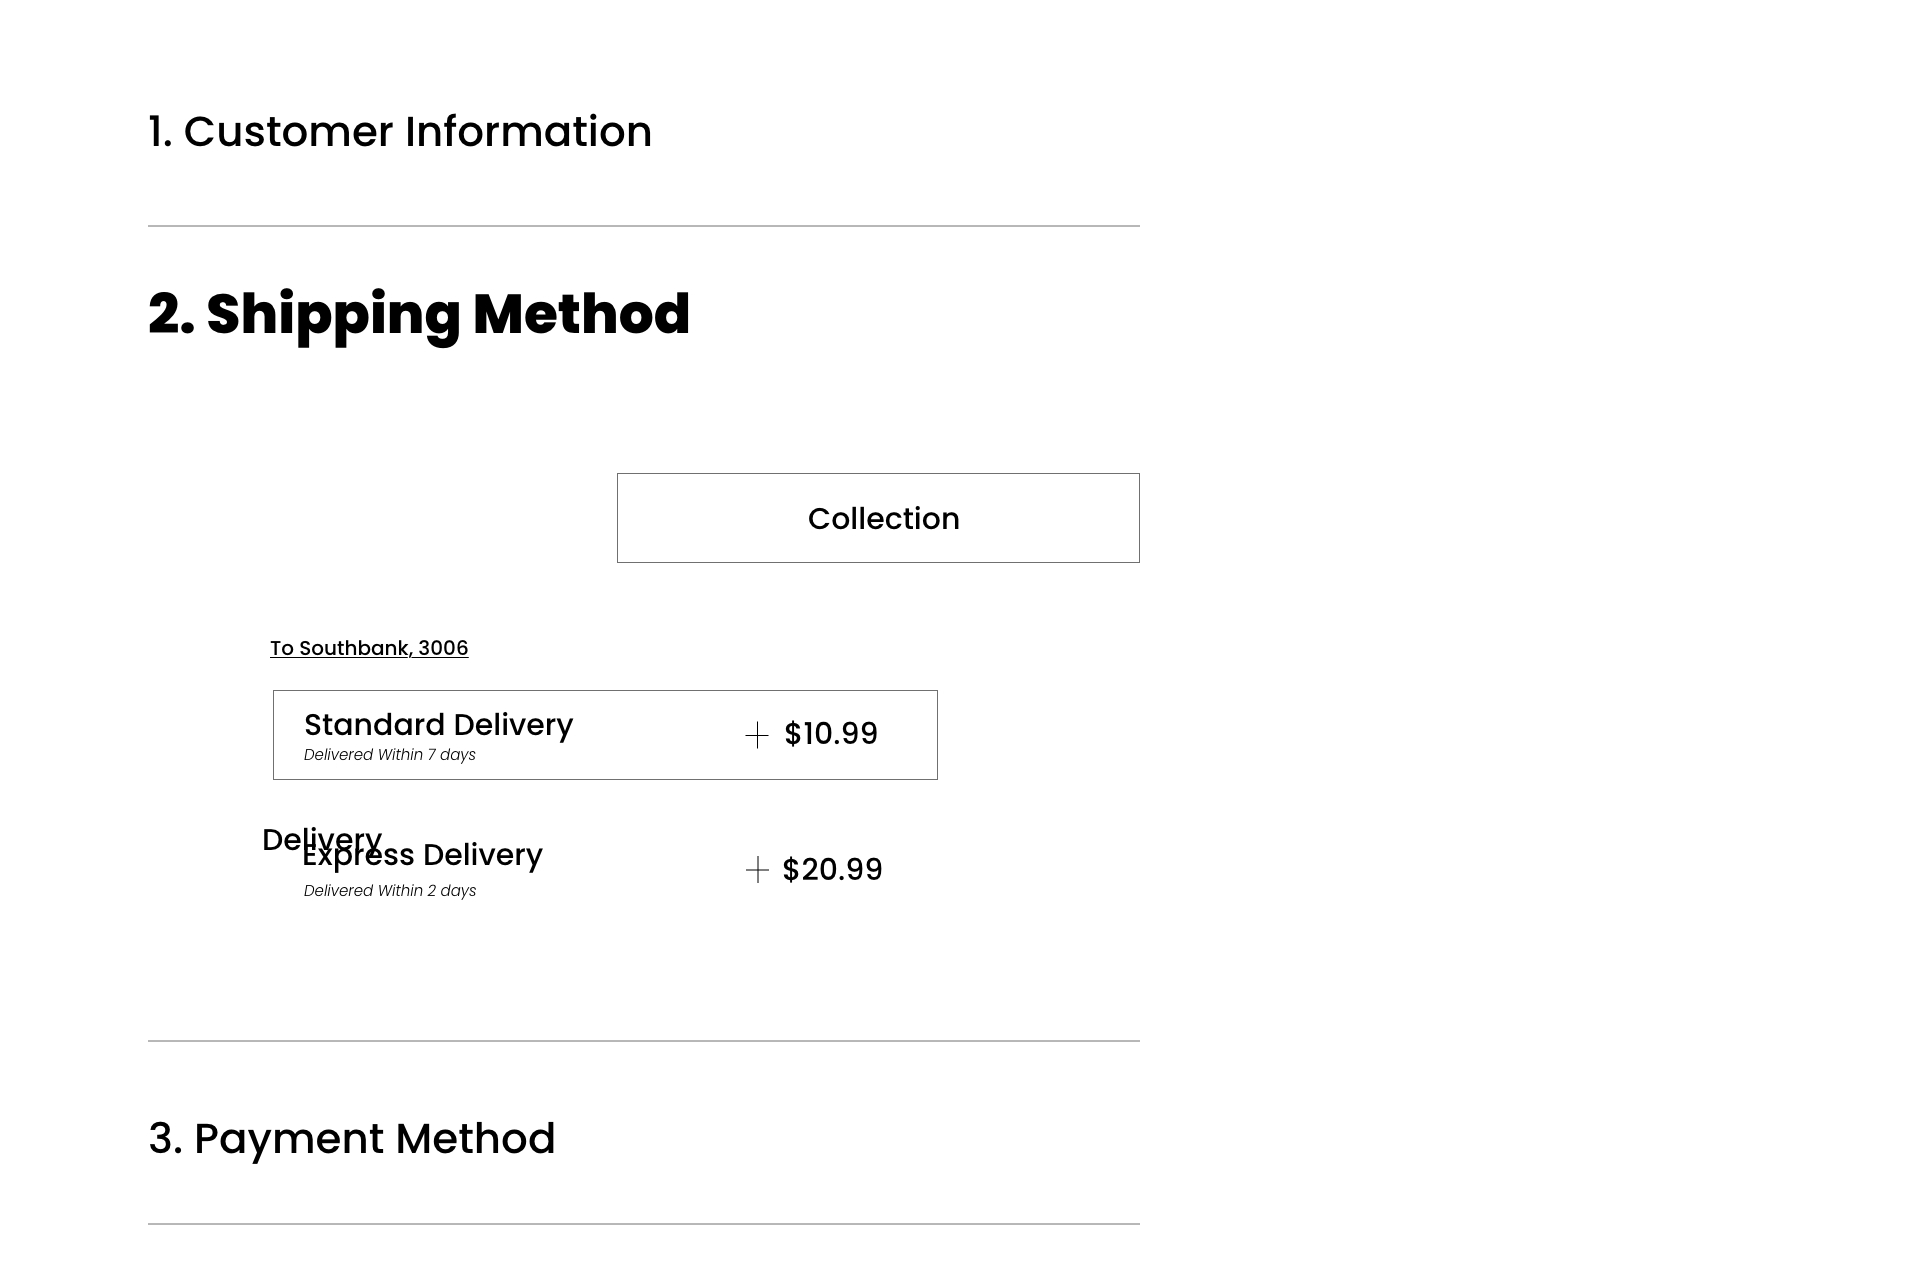 1. Customer Information
2. Shipping Method
Collection
To Southbank, 3006
Standard Delivery
Delivered Within 7 days
+ $10.99
Delivery
Express Delivery
Delivered Within 2 days
+ $20.99
3. Payment Method